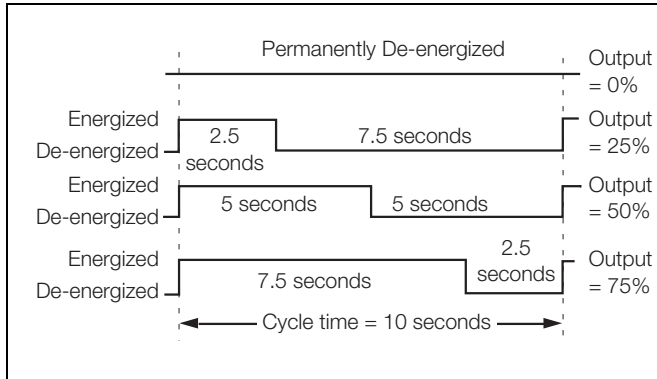 Permanently De-energized
Output
= 0%
Energized
De-energized
2.5
seconds
7.5 seconds
Output
= 25%
Energized
De-energized
5 seconds
5 seconds
Output
= 50%
Energized
De-energized
7.5 seconds
2.5
seconds
Output
= 75%
Cycle time = 10 seconds